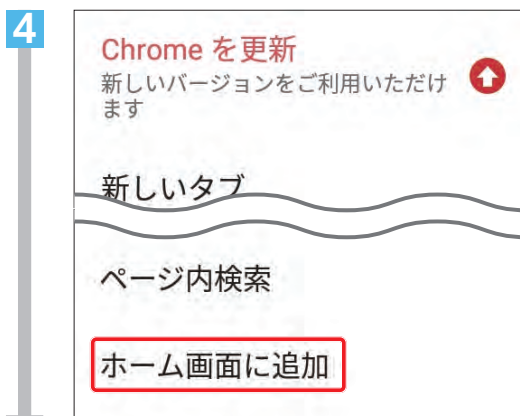 4
Chrome を更新
新しいバージョンをご利用いただけ
ます
新しいタブ
ページ内検索
ホーム画面に追加